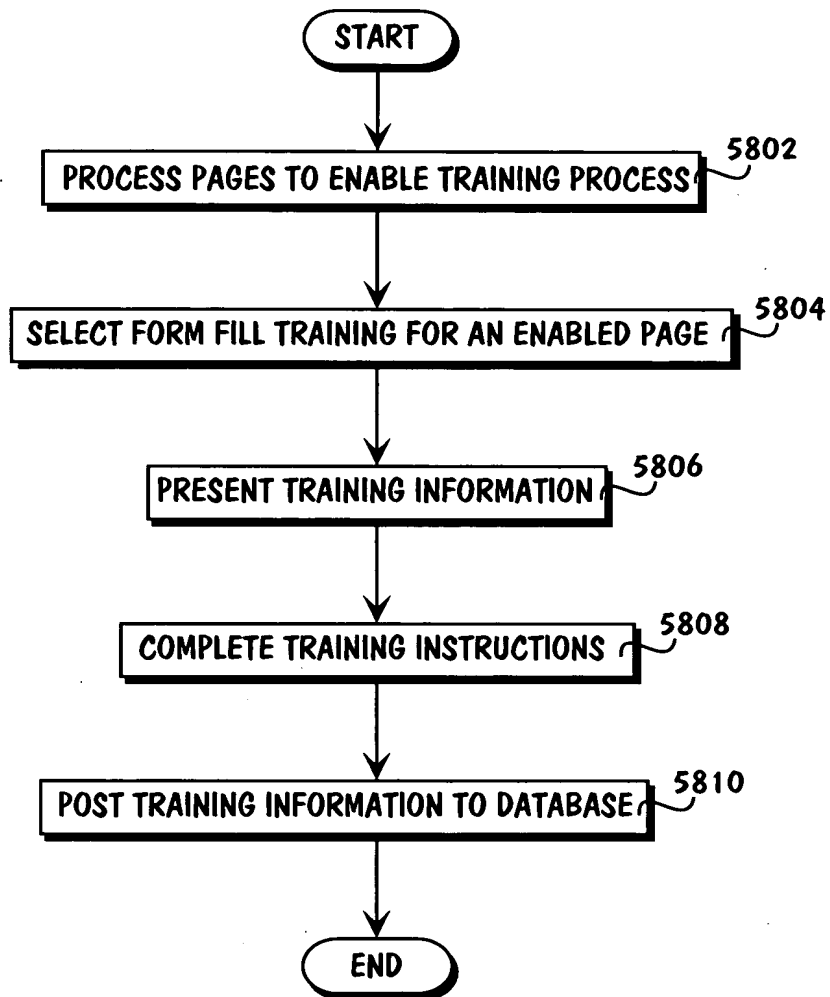 START
PROCESS PAGES TO ENABLE TRAINING PROCESS
5802
SELECT FORM FILL TRAINING FOR AN ENABLED PAGE
5804
PRESENT TRAINING INFORMATION
5806
COMPLETE TRAINING INSTRUCTIONS
5808
POST TRAINING INFORMATION TO DATABASE
5810
END